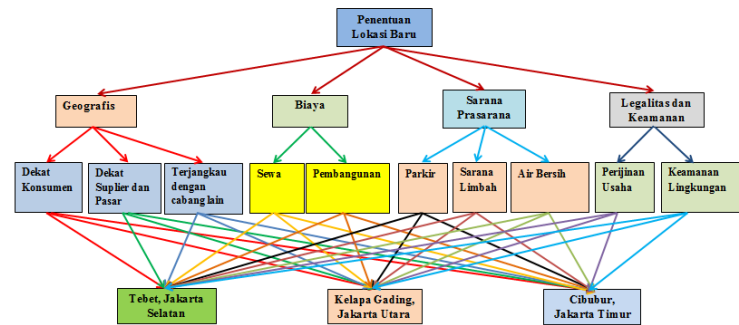 Penentuan
Lokasi Baru
Geografis
Biaya
Sarana
Prasarana
Legalitas dan
Keamanan
Dekat
Konsumen
Dekat
Suplier dan
Pasar
Terjangkau
dengan
cabang lain
Sewa
Pembangunan
Parkir
Sarana
Limbah
Air Bersih
Perijinan
Usaha
Keamanan
Lingkungan
Tebet, Jakarta
Selatan
Kelapa Gading,
Jakarta Utara
Cibubur,
Jakarta Timur